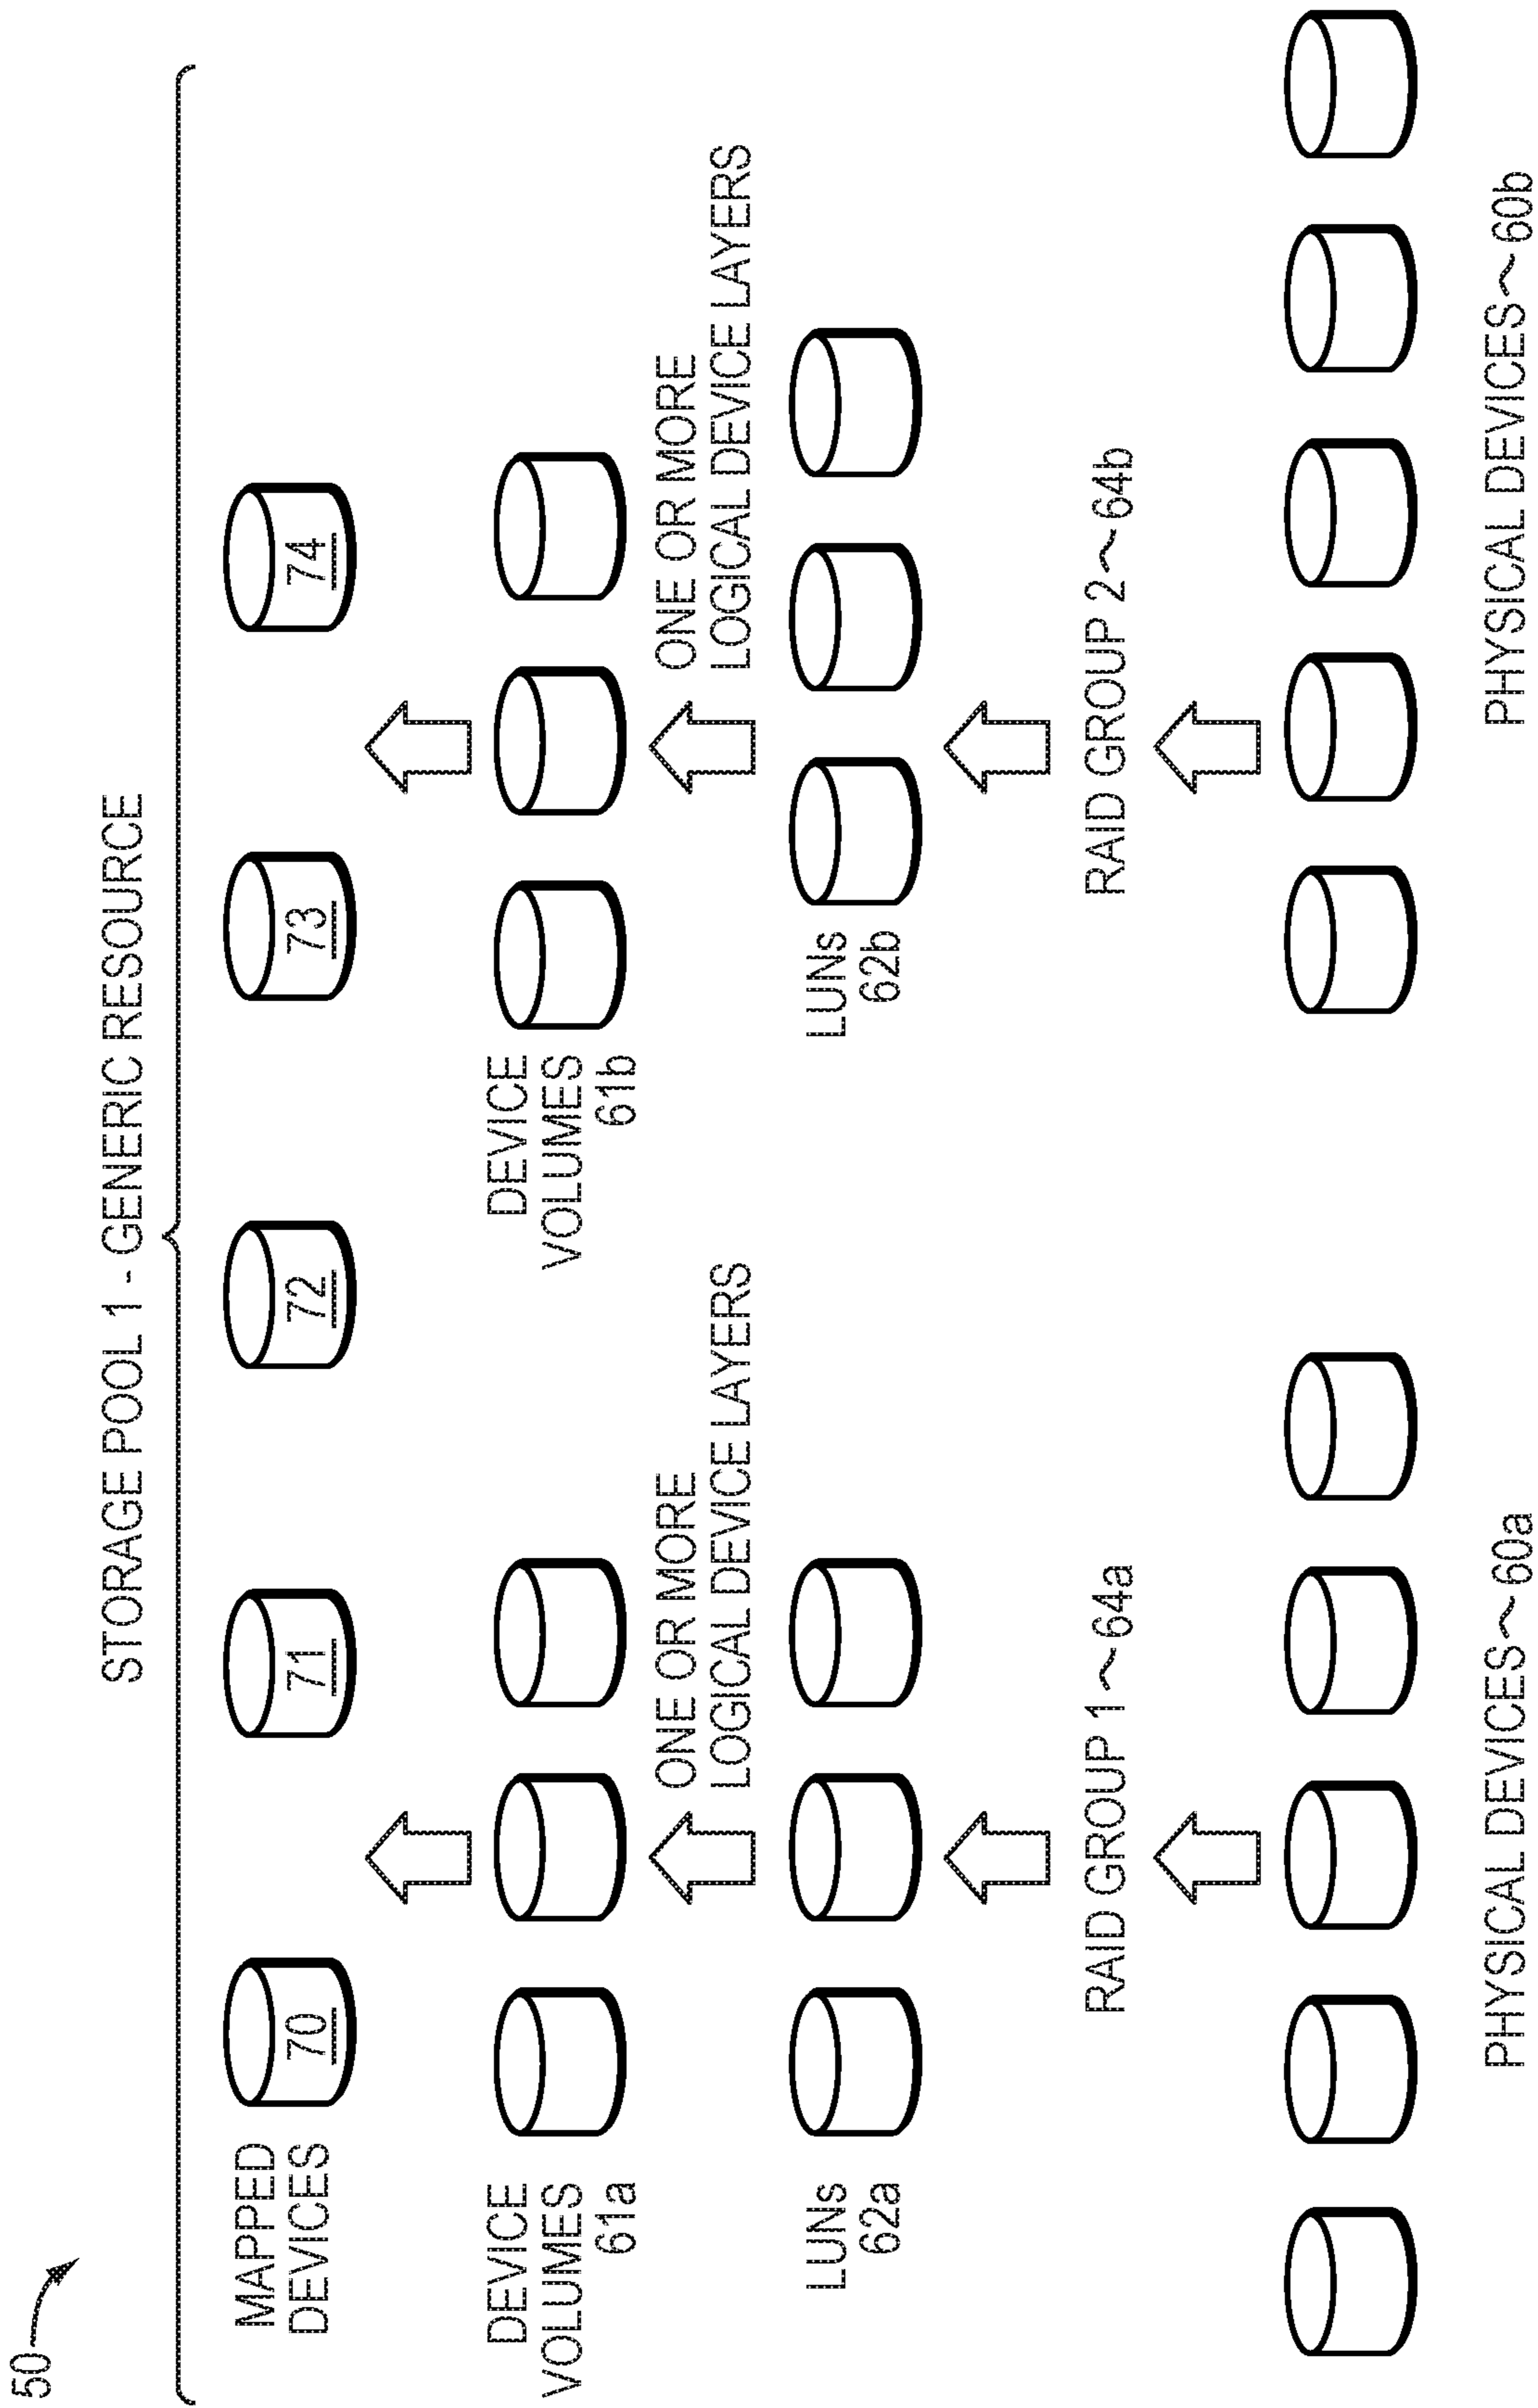 50
STORAGE POOL 1 - GENERIC RESOURCE
MAPPED
DEVICES
70
71
72
73
74
DEVICE
VOLUMES
61a
DEVICE
VOLUMES
61b
ONE OR MORE
LOGICAL DEVICE LAYERS
ONE OR MORE
LOGICAL DEVICE LAYERS
LUNs
62a
LUNs
62b
RAID GROUP 1~64a
RAID GROUP 2~64b
PHYSICAL DEVICES~60a
PHYSICAL DEVICES~60b